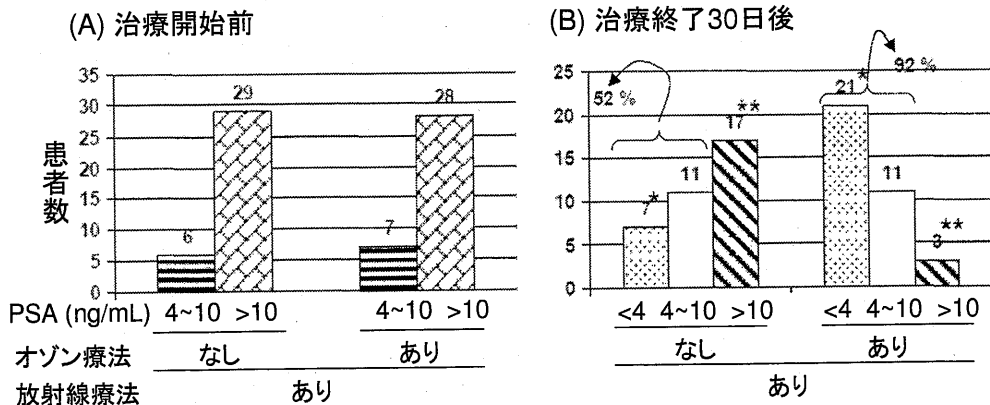 (A) 治療開始前
35
30
25
20
15
10
5
0
患者数
29
28
6
7
PSA (ng/mL) 4~10 >10 4~10 >10
オゾン療法 なし あり
放射線療法 あり
(B) 治療終了30日後
25
20
15
10
5
0
52 %
92 %
7*
11
17**
21*
11
3**
<4 4~10 >10 <4 4~10 >10
なし あり
あり